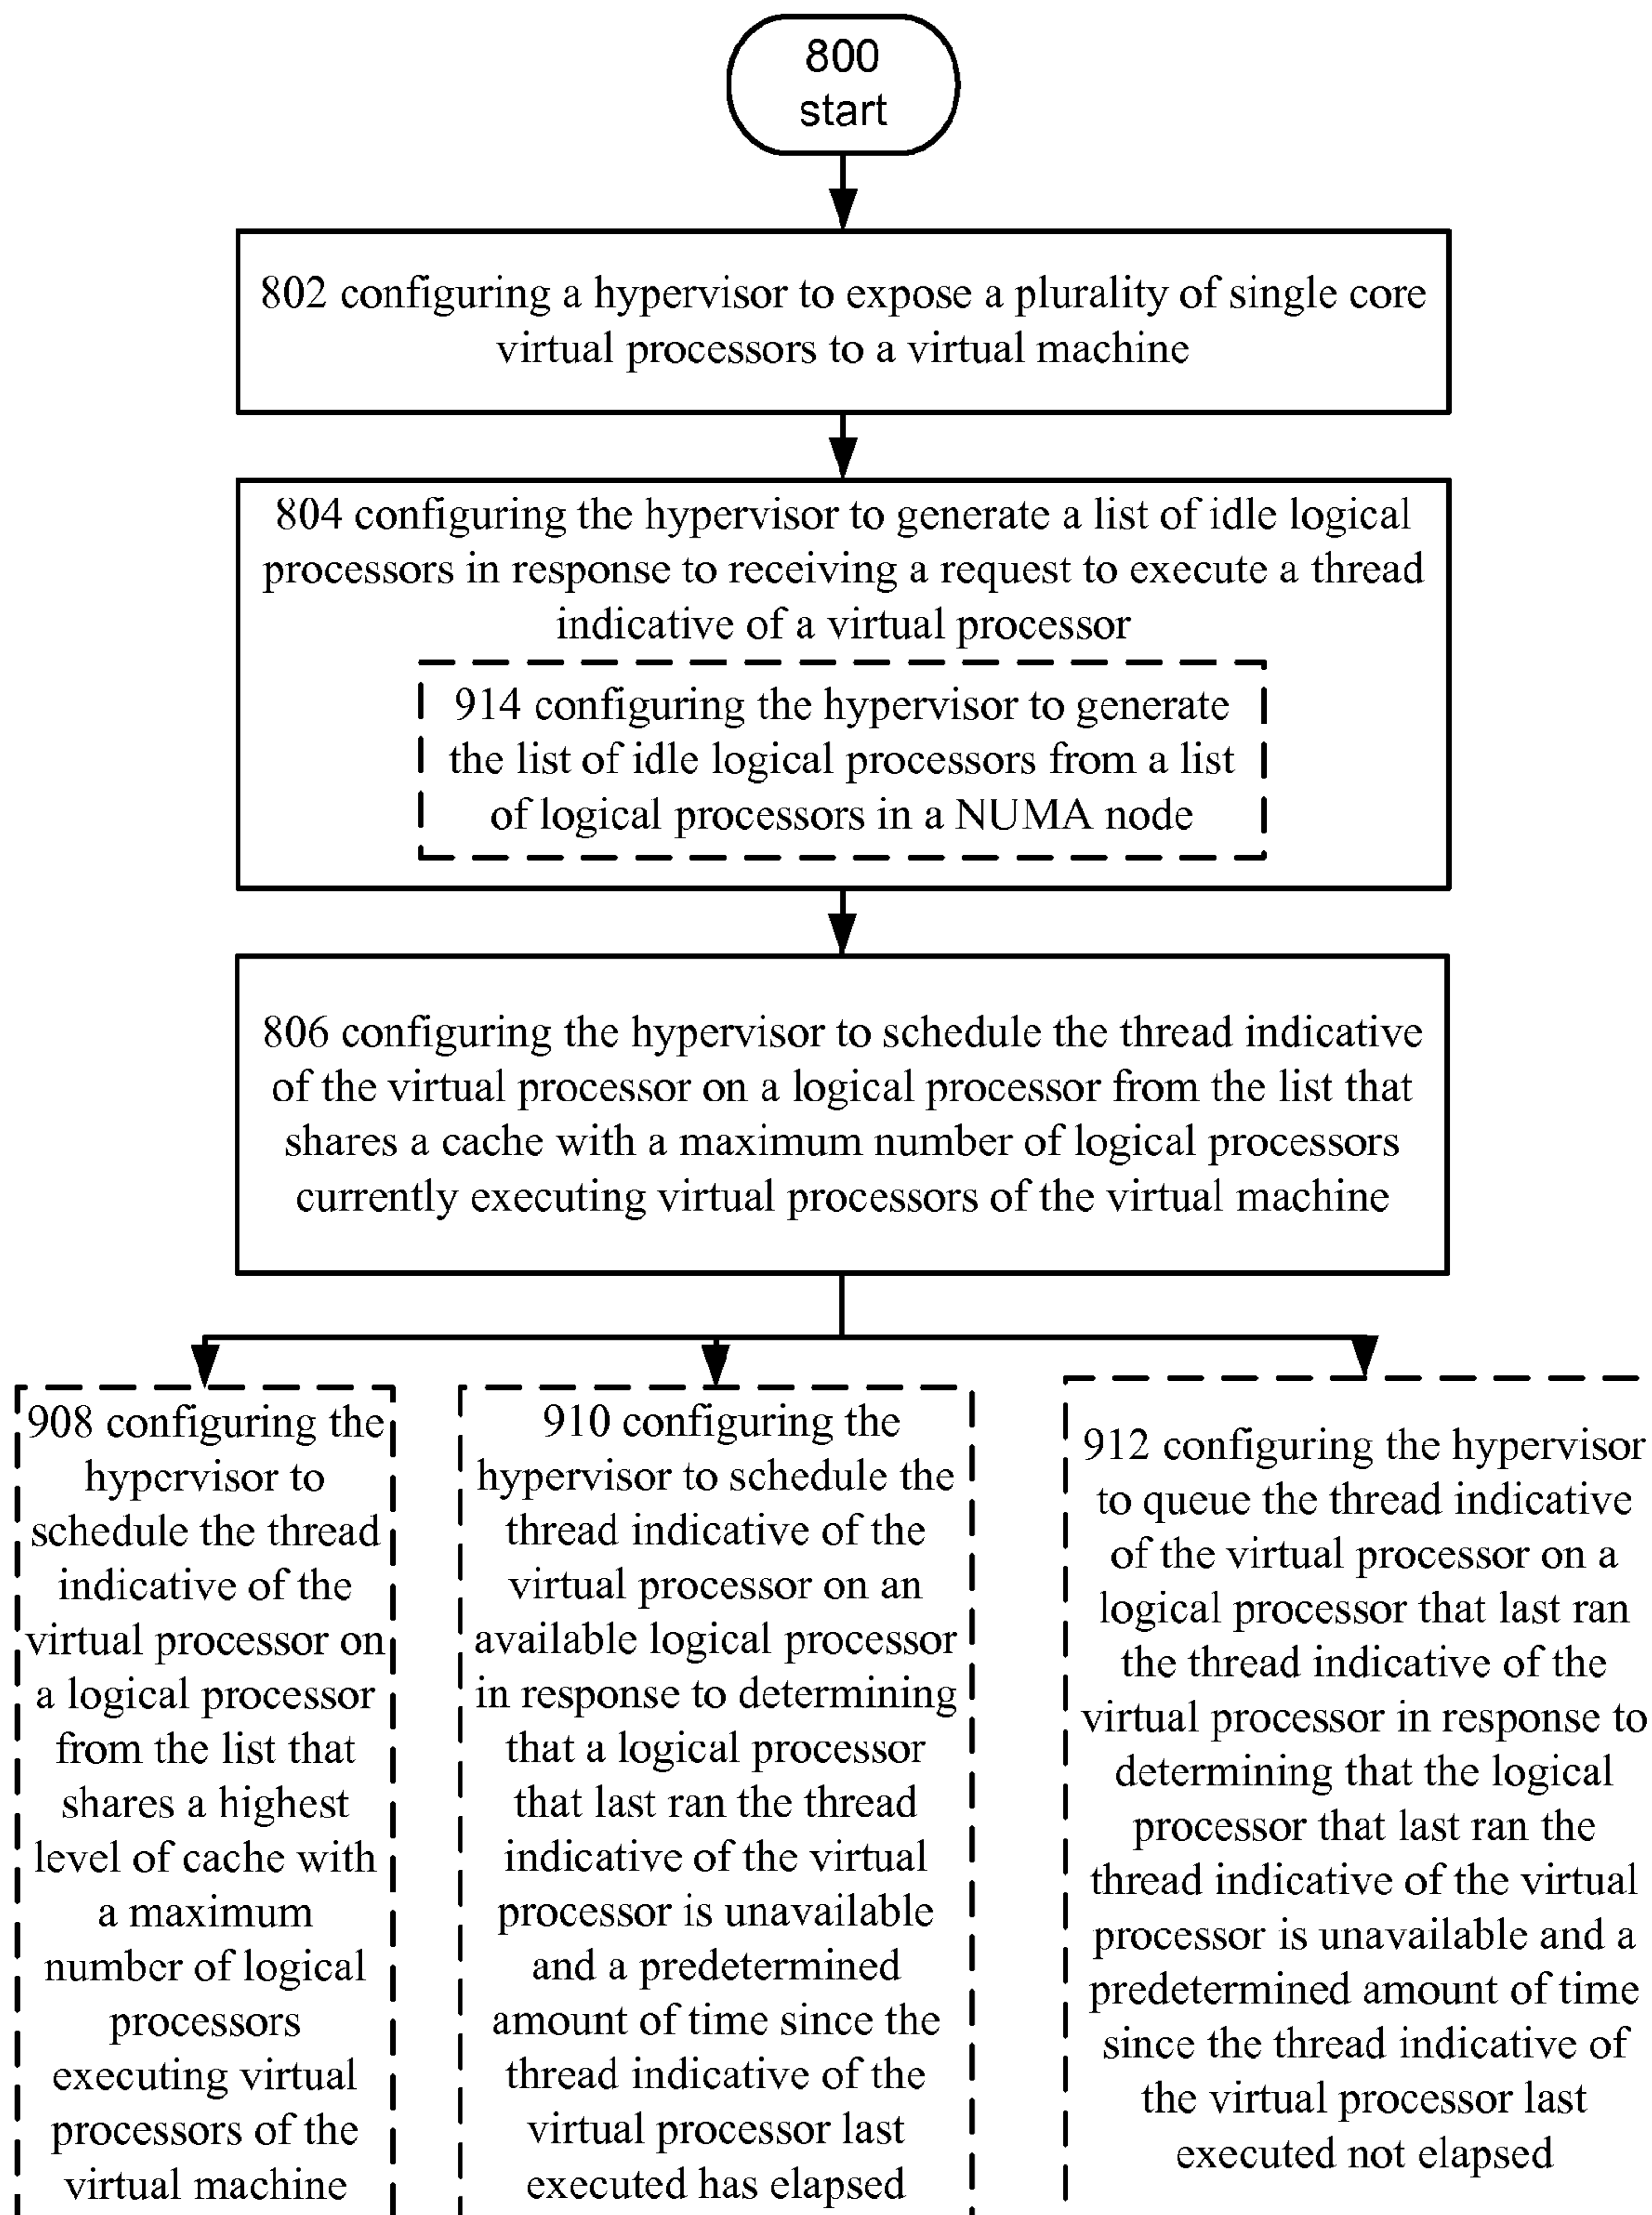 800
start
802 configuring a hypervisor to expose a plurality of single core
virtual processors to a virtual machine
804 configuring the hypervisor to generate a list of idle logical
processors in response to receiving a request to execute a thread
indicative of a virtual processor
914 configuring the hypervisor to generate
the list of idle logical processors from a list
of logical processors in a NUMA node
806 configuring the hypervisor to schedule the thread indicative
of the virtual processor on a logical processor from the list that
shares a cache with a maximum number of logical processors
currently executing virtual processors of the virtual machine
908 configuring the
hypervisor to
schedule the thread
indicative of the
virtual processor on
a logical processor
from the list that
shares a highest
level of cache with
a maximum
number of logical
processors
executing virtual
processors of the
virtual machine
910 configuring the
hypervisor to schedule the
thread indicative of the
virtual processor on an
available logical processor
in response to determining
that a logical processor
that last ran the thread
indicative of the virtual
processor is unavailable
and a predetermined
amount of time since the
thread indicative of the
virtual processor last
executed has elapsed
912 configuring the hypervisor
to queue the thread indicative
of the virtual processor on a
logical processor that last ran
the thread indicative of the
virtual processor in response to
determining that the logical
processor that last ran the
thread indicative of the virtual
processor is unavailable and a
predetermined amount of time
since the thread indicative of
the virtual processor last
executed not elapsed